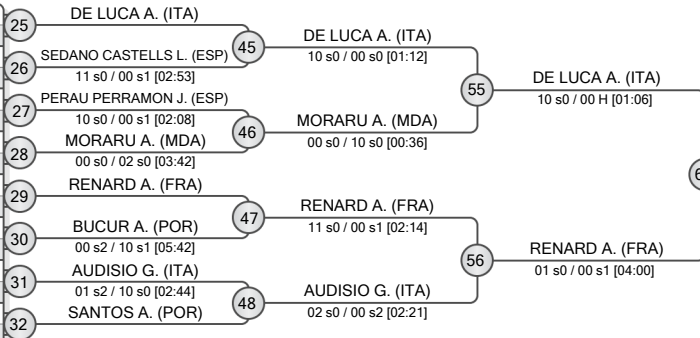 25
DE LUCA A. (ITA)
26
SEDANO CASTELLS L. (ESP)
11 s0 / 00 s1 [02:53]
27
PERAU PERRAMON J. (ESP)
10 s0 / 00 s1 [02:08]
28
MORARU A. (MDA)
00 s0 / 02 s0 [03:42]
29
RENARD A. (FRA)
30
BUCUR A. (POR)
00 s2 / 10 s1 [05:42]
31
AUDISIO G. (ITA)
01 s2 / 10 s0 [02:44]
32
SANTOS A. (POR)
45
DE LUCA A. (ITA)
10 s0 / 00 s0 [01:12]
46
MORARU A. (MDA)
00 s0 / 10 s0 [00:36]
47
RENARD A. (FRA)
11 s0 / 00 s1 [02:14]
48
AUDISIO G. (ITA)
02 s0 / 00 s2 [02:21]
55
DE LUCA A. (ITA)
10 s0 / 00 H [01:06]
56
RENARD A. (FRA)
01 s0 / 00 s1 [04:00]